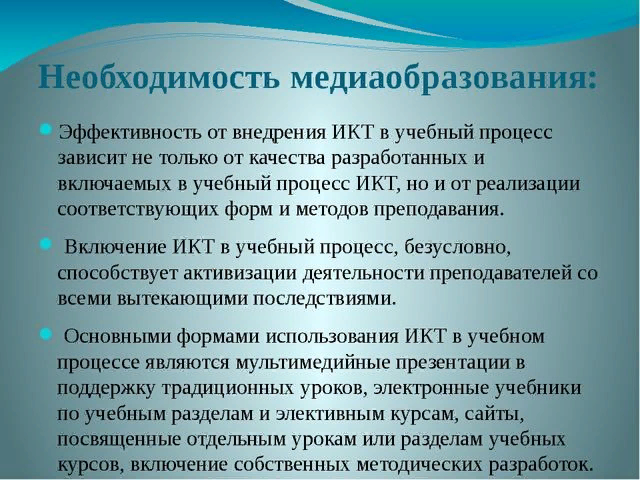 Необходимость медиаобразования:
Эффективность от внедрения ИКТ в учебный процесс
зависит не только от качества разработанных и
включаемых в учебный процесс ИКТ, но и от реализации
соответствующих форм и методов преподавания.
Включение ИКТ в учебный процесс, безусловно,
способствует активизации деятельности преподавателей со
всеми вытекающими последствиями.
Основными формами использования ИКТ в учебном
процессе являются мультимедийные презентации в
поддержку традиционных уроков, электронные учебники
по учебным разделам и элективным курсам, сайты,
посвященные отдельным урокам или разделам учебных
курсов, включение собственных методических разработок.